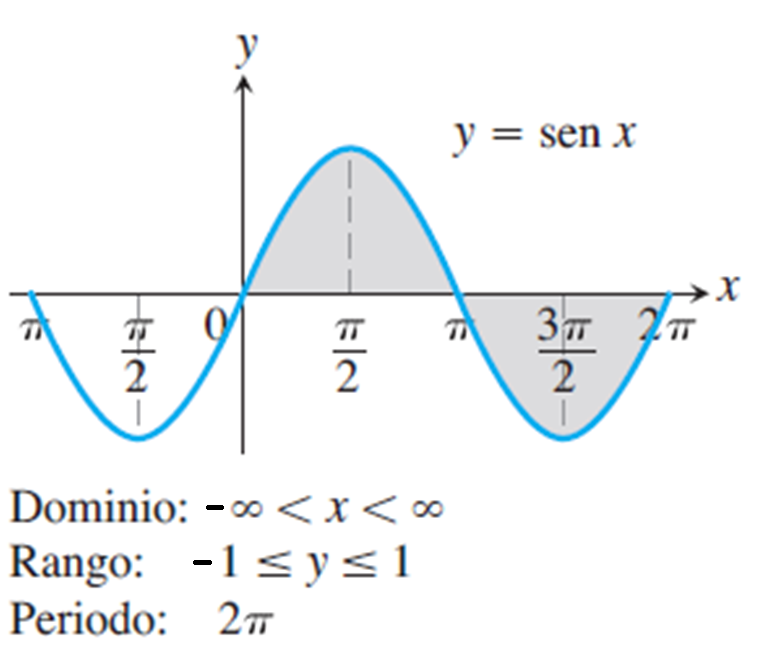 y
y = sen x
x
π π/2 0 π/2 π 3π/2 2π
Dominio: -∞ < x < ∞
Rango: -1 ≤ y ≤ 1
Periodo: 2π